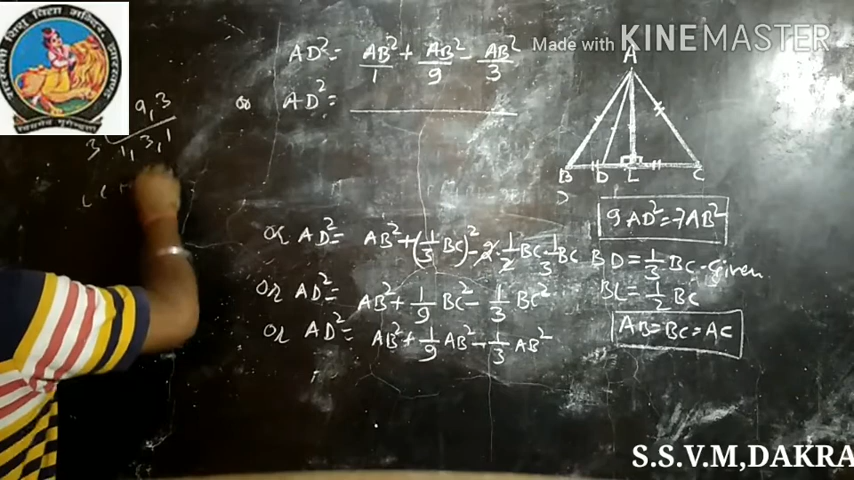 AD² = AB²/1 + AB²/9 - AB²/3
Made with KINEMASTER
or AD² =
9, 3
3 1, 3, 1
A
B D L C
9AD² = 7AB²
or AD² = AB² + (1/3 BC)² - 2 · 1/2 BC · 1/3 BC
BD = 1/3 BC - Given
or AD² = AB² + 1/9 BC² - 1/3 BC²
BL = 1/2 BC
or AD² = AB² + 1/9 AB² - 1/3 AB²
AB = BC = AC
S.S.V.M,DAKRA